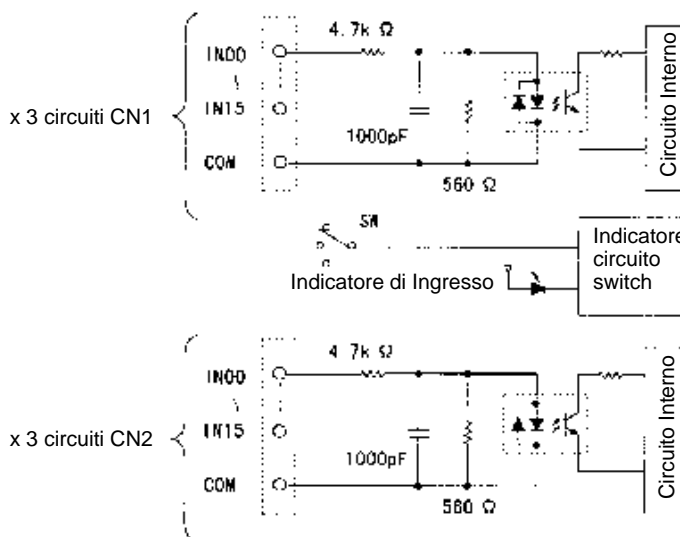 4.7k Ω
IN00
IN15
COM
x 3 circuiti CN1
1000pF
560 Ω
Circuito Interno
SW
Indicatore di Ingresso
Indicatore
circuito
switch
4.7k Ω
IN00
IN15
COM
x 3 circuiti CN2
1000pF
560 Ω
Circuito Interno